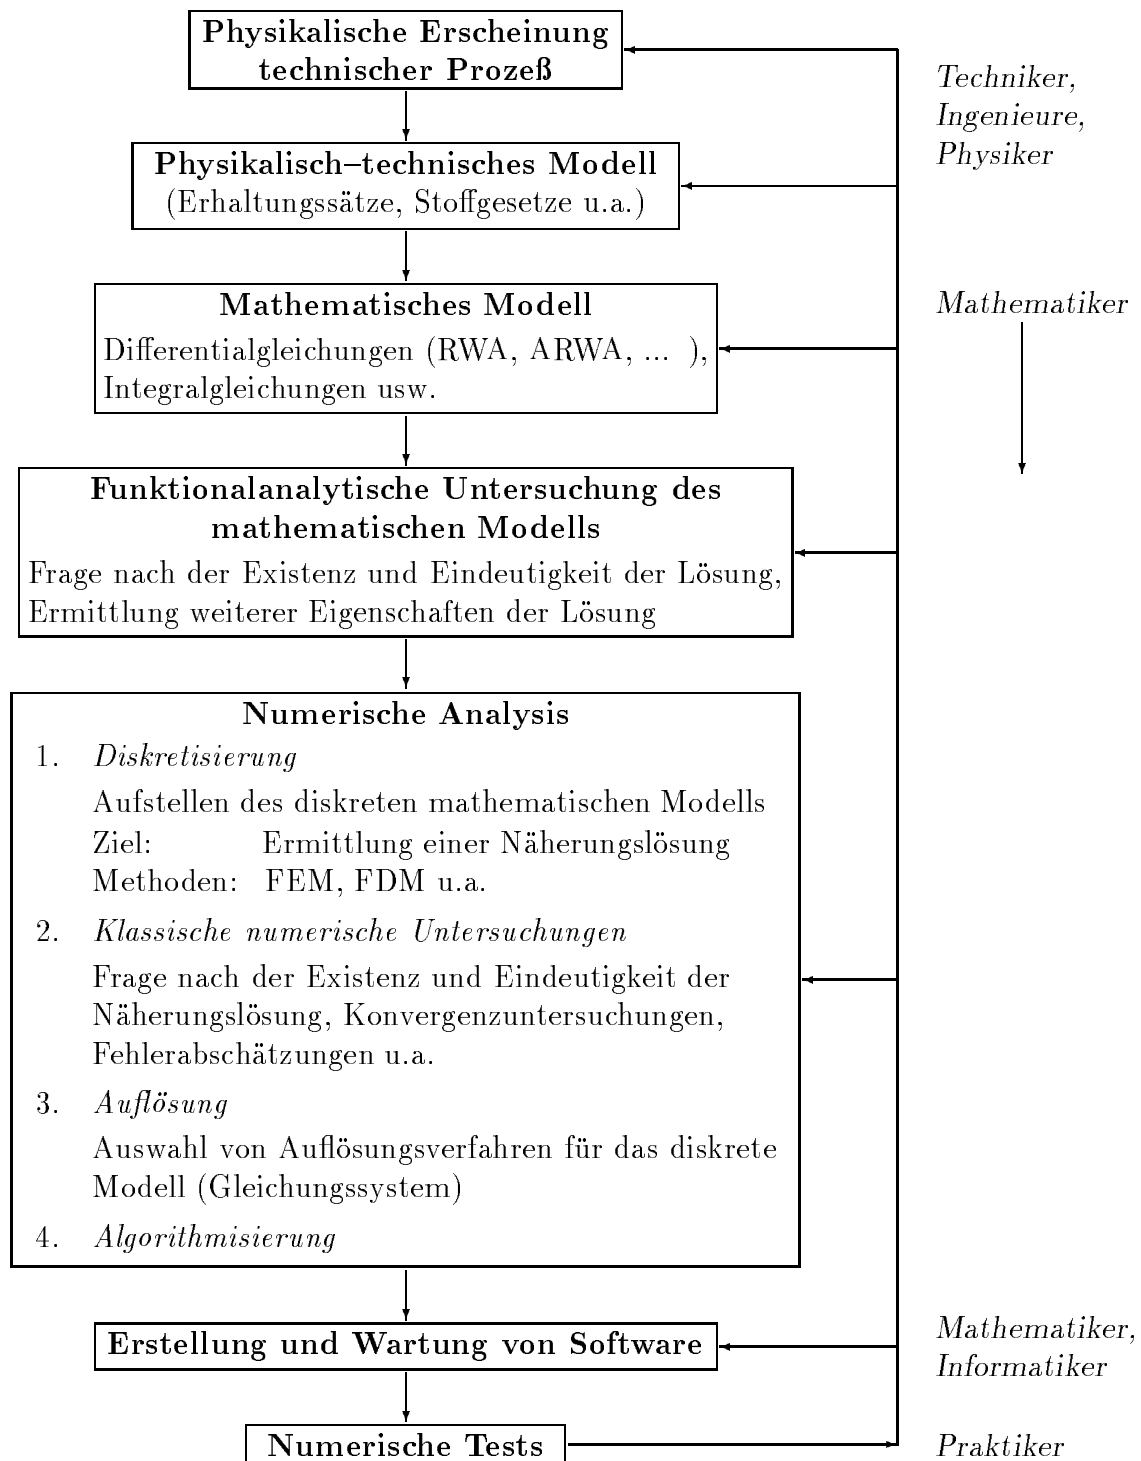 Physikalische Erscheinung
technischer Prozeß
Techniker,
Ingenieure,
Physiker
Physikalisch–technisches Modell
(Erhaltungssätze, Stoffgesetze u.a.)
Mathematisches Modell
Differentialgleichungen (RWA, ARWA, ... ),
Integralgleichungen usw.
Mathematiker
Funktionalanalytische Untersuchung des
mathematischen Modells
Frage nach der Existenz und Eindeutigkeit der Lösung,
Ermittlung weiterer Eigenschaften der Lösung
Numerische Analysis
1. Diskretisierung
Aufstellen des diskreten mathematischen Modells
Ziel: Ermittlung einer Näherungslösung
Methoden: FEM, FDM u.a.
2. Klassische numerische Untersuchungen
Frage nach der Existenz und Eindeutigkeit der
Näherungslösung, Konvergenzuntersuchungen,
Fehlerabschätzungen u.a.
3. Auflösung
Auswahl von Auflösungsverfahren für das diskrete
Modell (Gleichungssystem)
4. Algorithmisierung
Erstellung und Wartung von Software
Mathematiker,
Informatiker
Numerische Tests
Praktiker